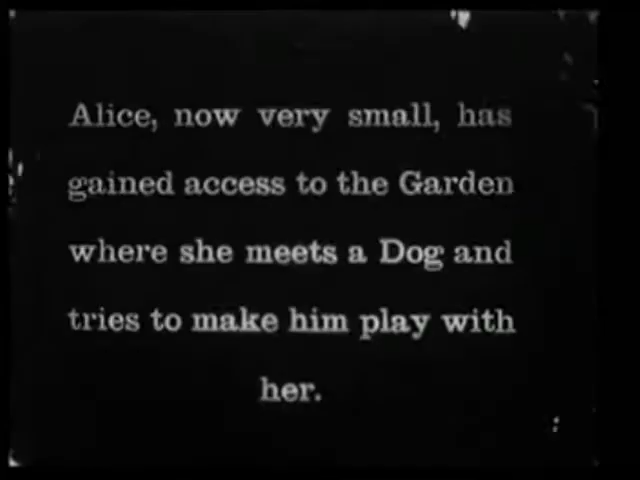 Alice, now very small, has
gained access to the Garden
where she meets a Dog and
tries to make him play with
her.